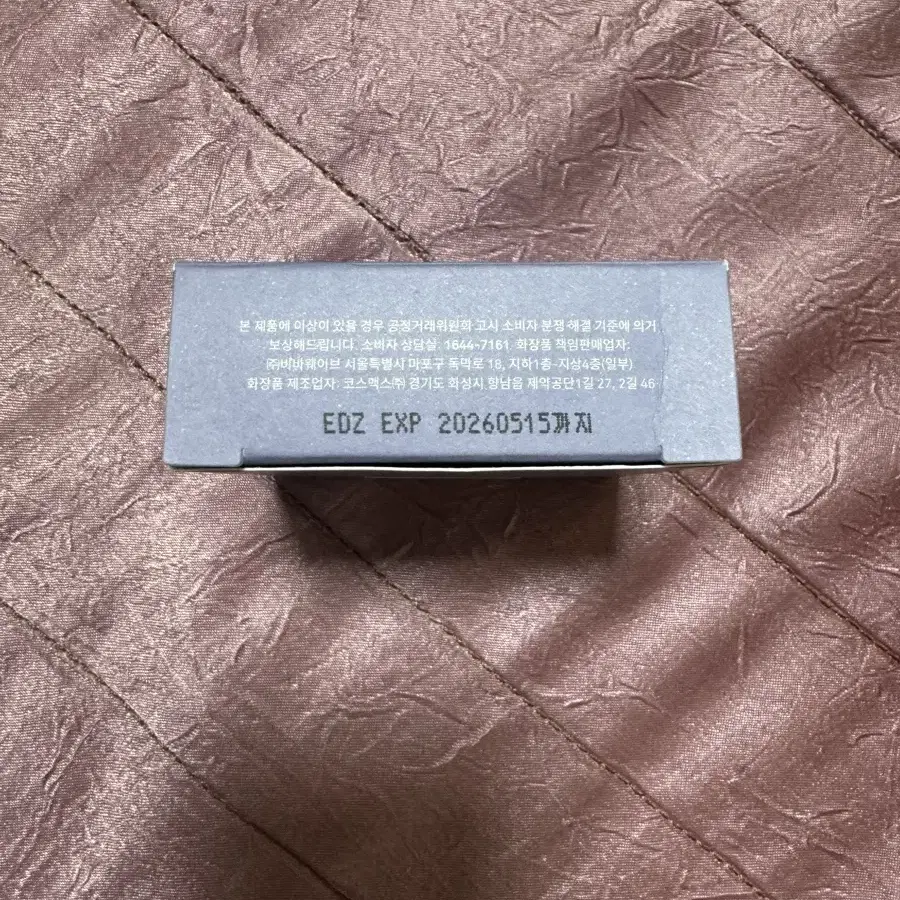 본 제품에 이상이 있을 경우 공정거래위원회 고시 소비자 분쟁 해결 기준에 의거
보상해드립니다. 소비자 상담실. 1644-7161. 화장품 책임판매업자:
㈜비바웨이브 서울특별시 마포구 독막로 18, 지하1층-지상4층(일부)
화장품 제조업자: 코스맥스㈜ 경기도 화성시 향남읍 제약공단1길 27, 2길 46
EDZ EXP 20260515까지